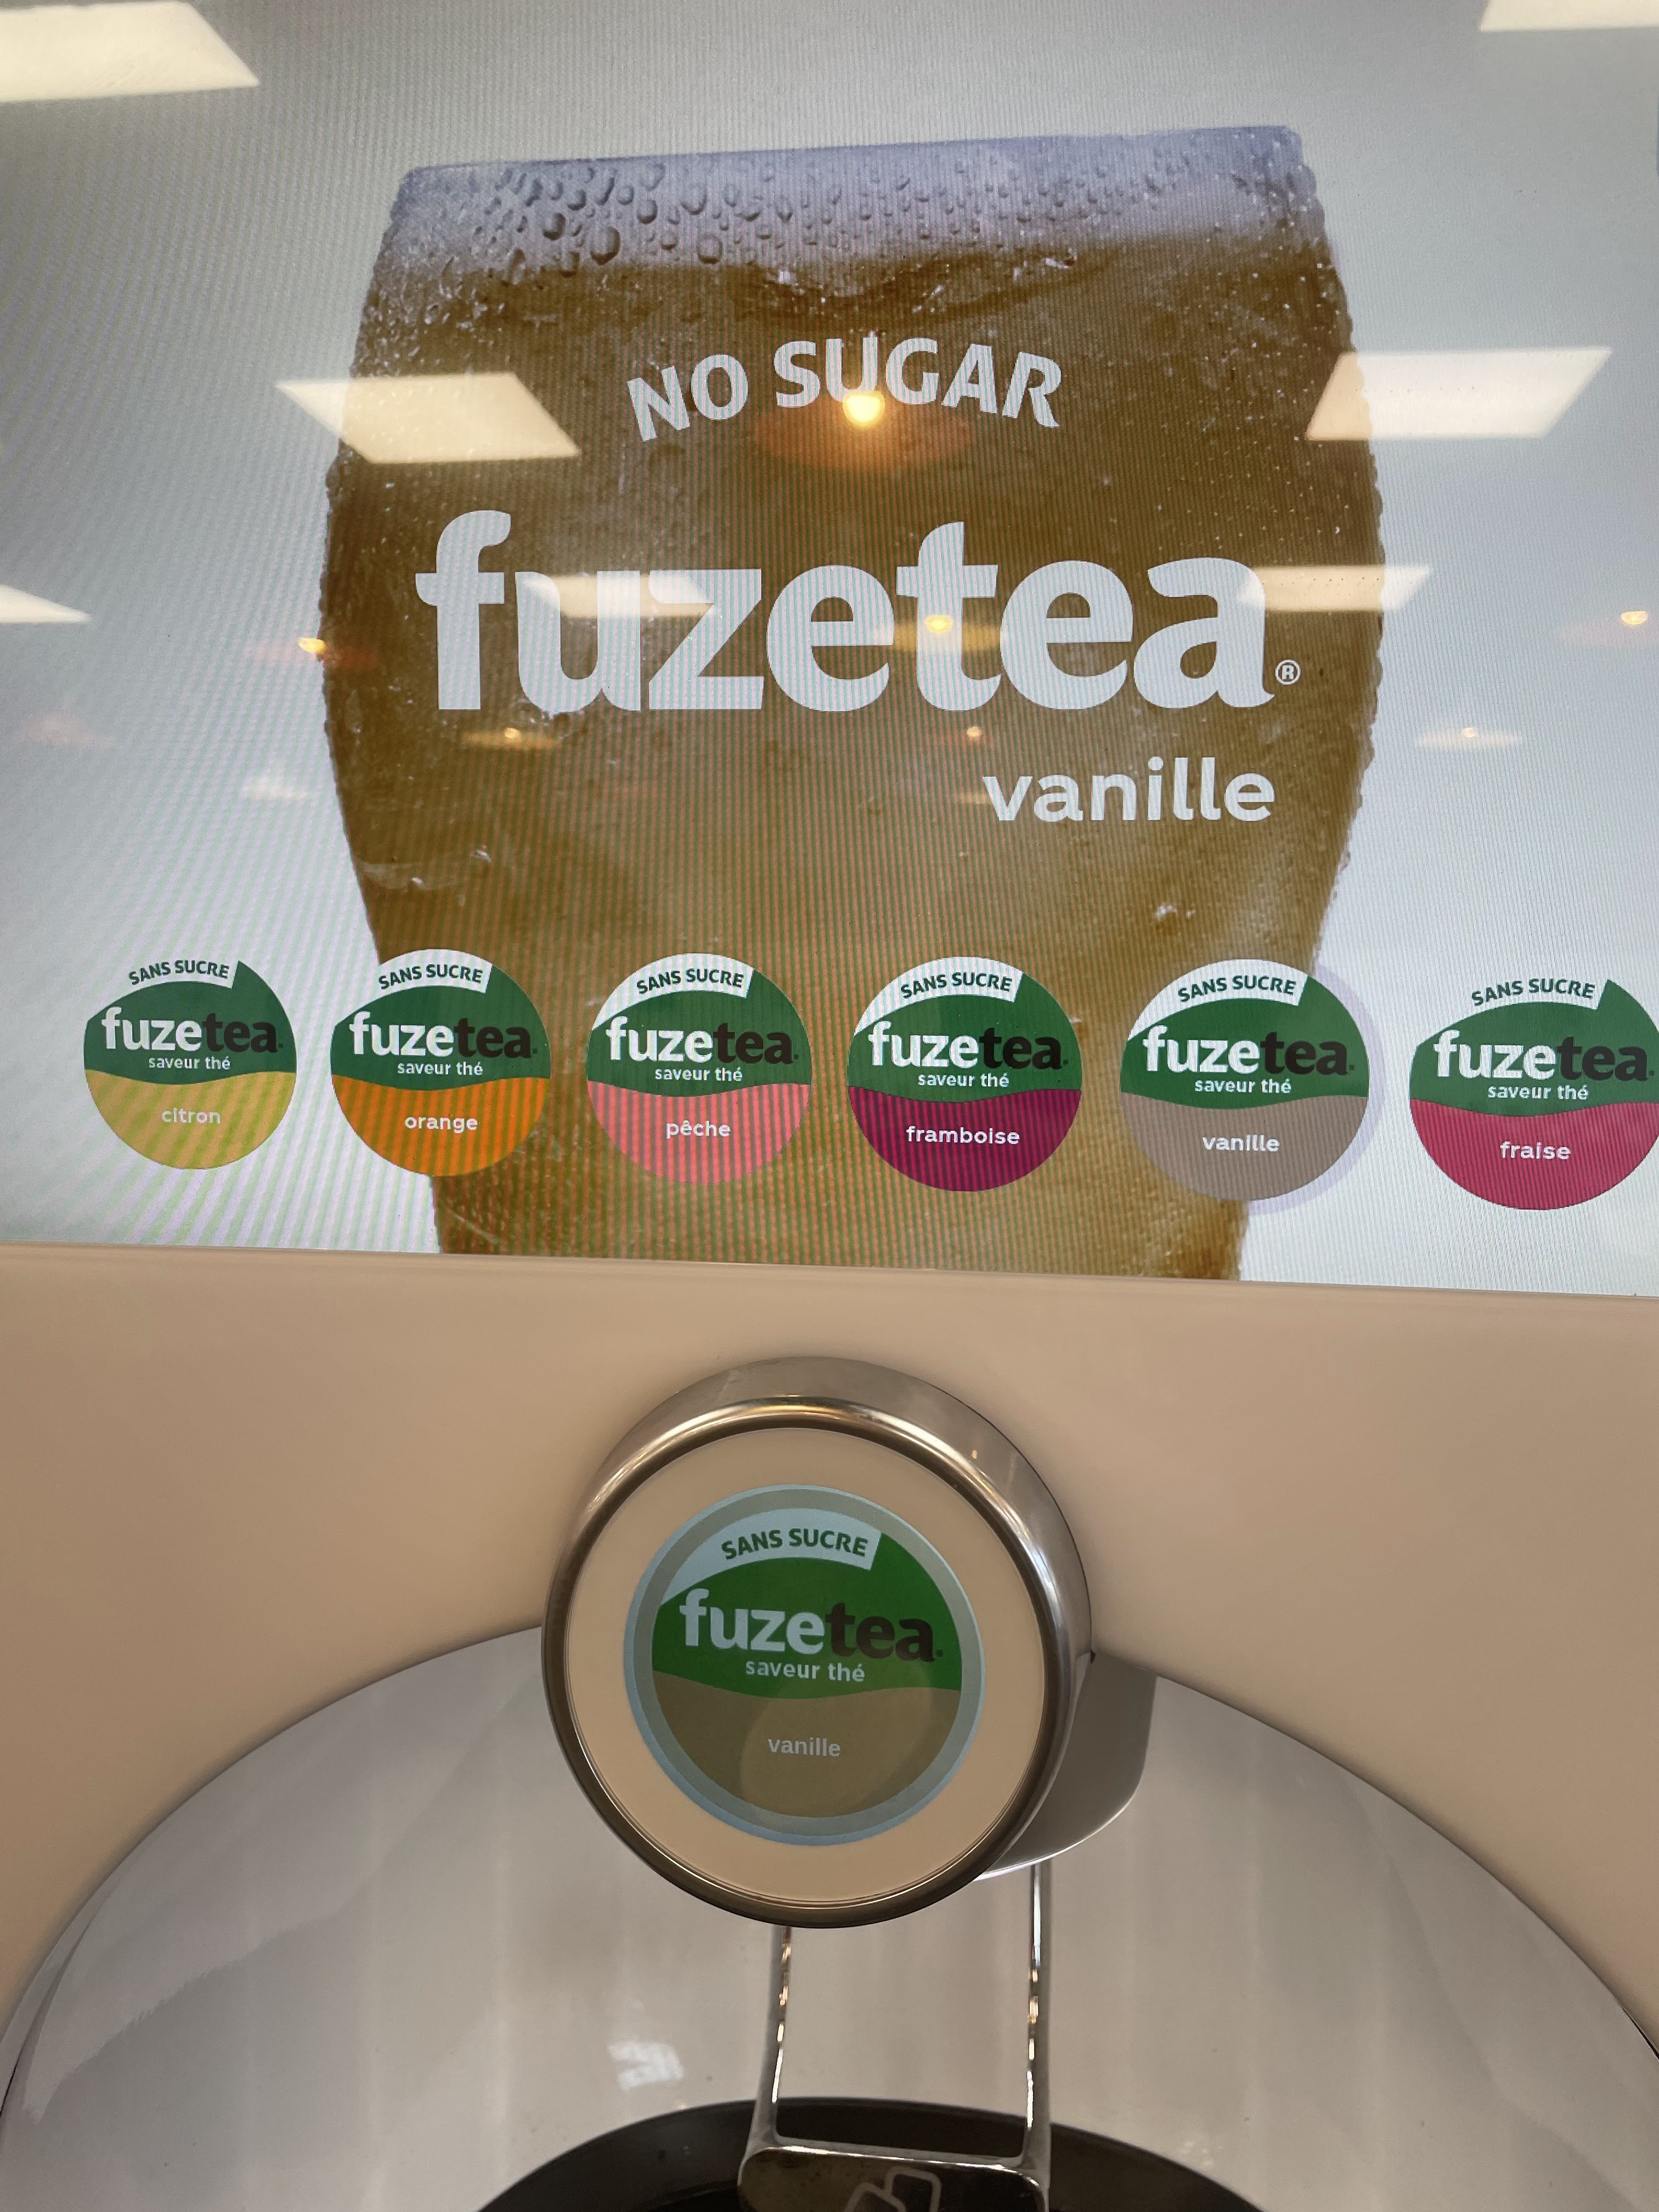 NO SUGAR
fuzetea®
vanille
SANS SUCRE
fuzetea
saveur thé
citron
SANS SUCRE
fuzetea
saveur thé
orange
SANS SUCRE
fuzetea
saveur thé
pêche
SANS SUCRE
fuzetea
saveur thé
framboise
SANS SUCRE
fuzetea
saveur thé
vanille
SANS SUCRE
fuzetea
saveur thé
fraise
SANS SUCRE
fuzetea
saveur thé
vanille